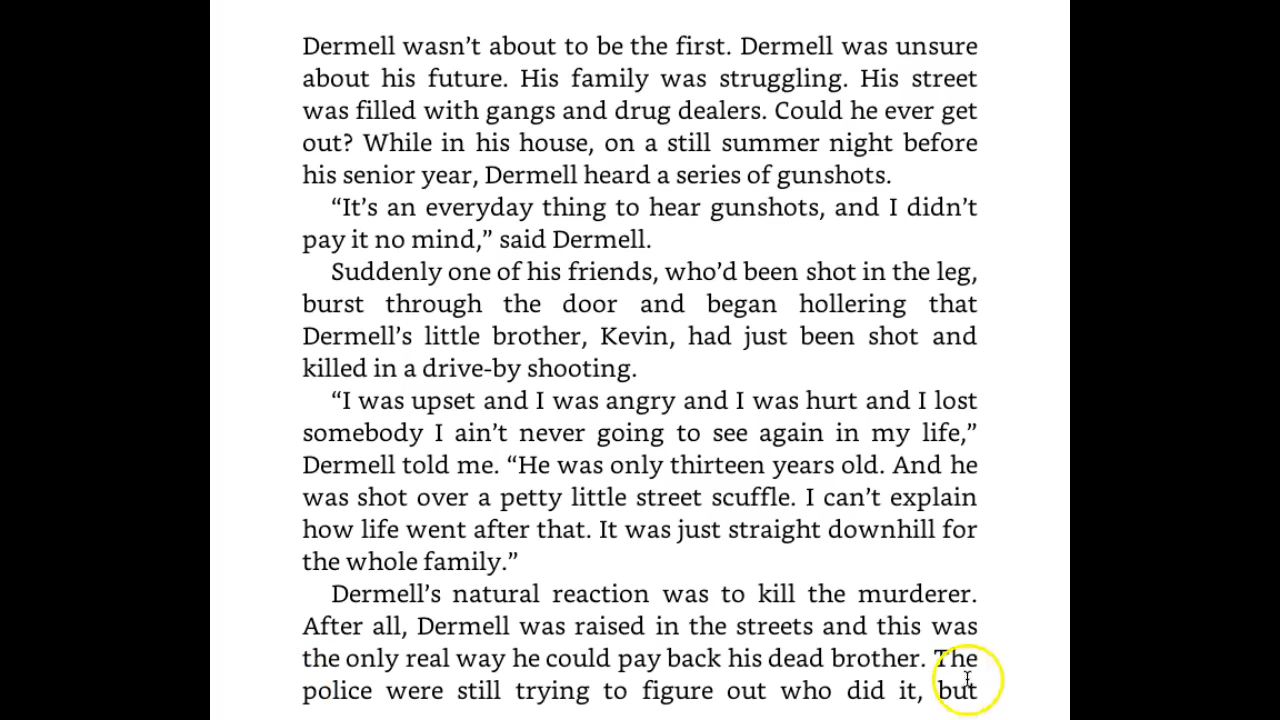 Dermell wasn’t about to be the first. Dermell was unsure
about his future. His family was struggling. His street
was filled with gangs and drug dealers. Could he ever get
out? While in his house, on a still summer night before
his senior year, Dermell heard a series of gunshots.
“It’s an everyday thing to hear gunshots, and I didn’t
pay it no mind,” said Dermell.
Suddenly one of his friends, who’d been shot in the leg,
burst through the door and began hollering that
Dermell’s little brother, Kevin, had just been shot and
killed in a drive-by shooting.
“I was upset and I was angry and I was hurt and I lost
somebody I ain’t never going to see again in my life,”
Dermell told me. “He was only thirteen years old. And he
was shot over a petty little street scuffle. I can’t explain
how life went after that. It was just straight downhill for
the whole family.”
Dermell’s natural reaction was to kill the murderer.
After all, Dermell was raised in the streets and this was
the only real way he could pay back his dead brother. The
police were still trying to figure out who did it, but